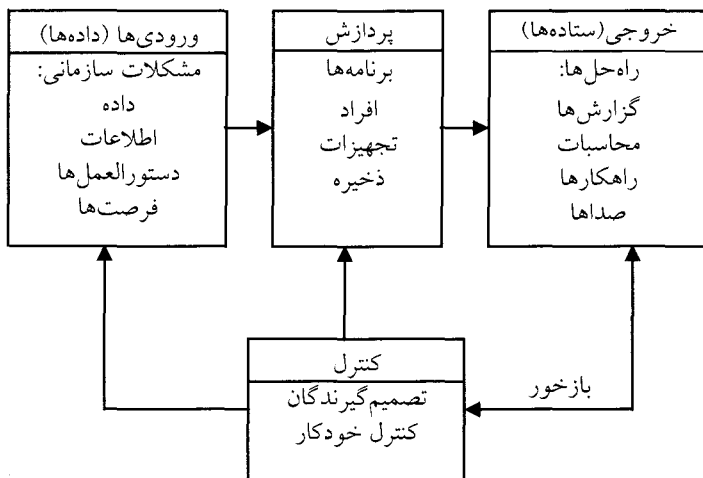 ورودی‌ها (داده‌ها)
مشکلات سازمانی:
داده
اطلاعات
دستورالعمل‌ها
فرصت‌ها
پردازش
برنامه‌ها
افراد
تجهیزات
ذخیره
خروجی(ستاده‌ها)
راه‌حل‌ها:
گزارش‌ها
محاسبات
راهکارها
صداها
کنترل
تصمیم‌گیرندگان
کنترل خودکار
بازخور